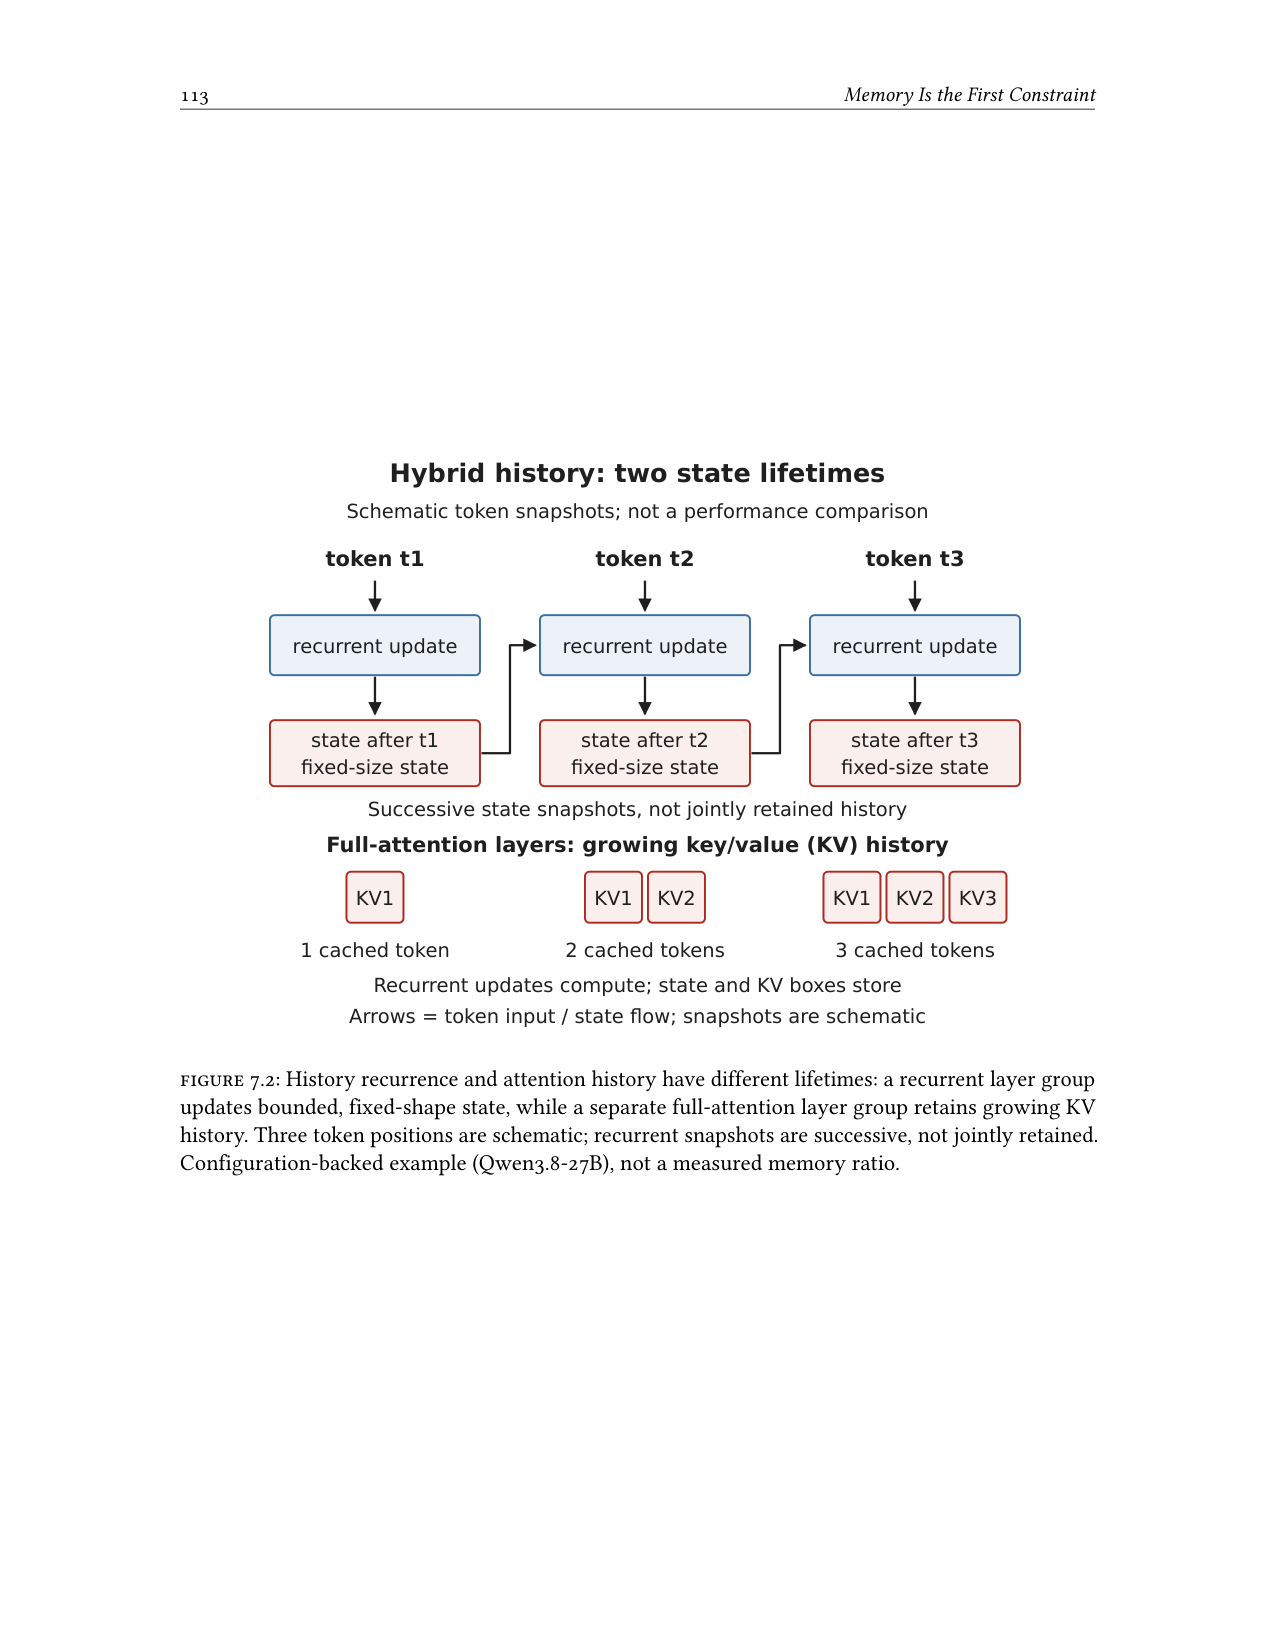 113
Memory Is the First Constraint
Hybrid history: two state lifetimes
Schematic token snapshots; not a performance comparison
token t1 token t2 token t3
recurrent update recurrent update recurrent update
state after t1 state after t2 state after t3
fixed-size state fixed-size state fixed-size state
Successive state snapshots, not jointly retained history
Full-attention layers: growing key/value (KV) history
KV1 KV1 KV2 KV1 KV2 KV3
1 cached token 2 cached tokens 3 cached tokens
Recurrent updates compute; state and KV boxes store
Arrows = token input / state flow; snapshots are schematic
FIGURE 7.2: History recurrence and attention history have different lifetimes: a recurrent layer group
updates bounded, fixed-shape state, while a separate full-attention layer group retains growing KV
history. Three token positions are schematic; recurrent snapshots are successive, not jointly retained.
Configuration-backed example (Qwen3.8-27B), not a measured memory ratio.